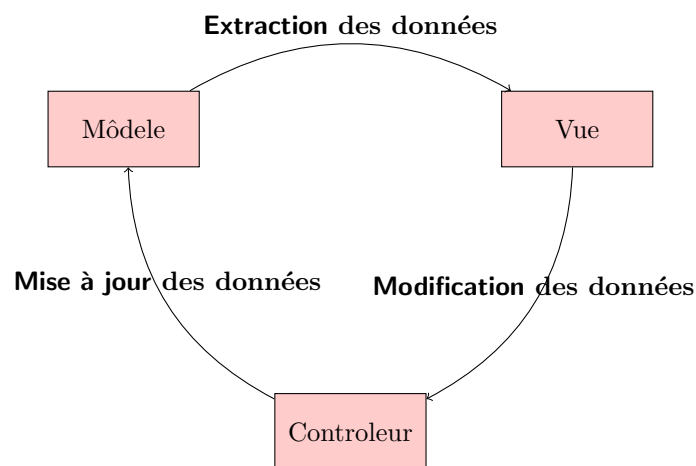 Extraction des données
Môdele
Vue
Mise à jour des données
Modification des données
Controleur